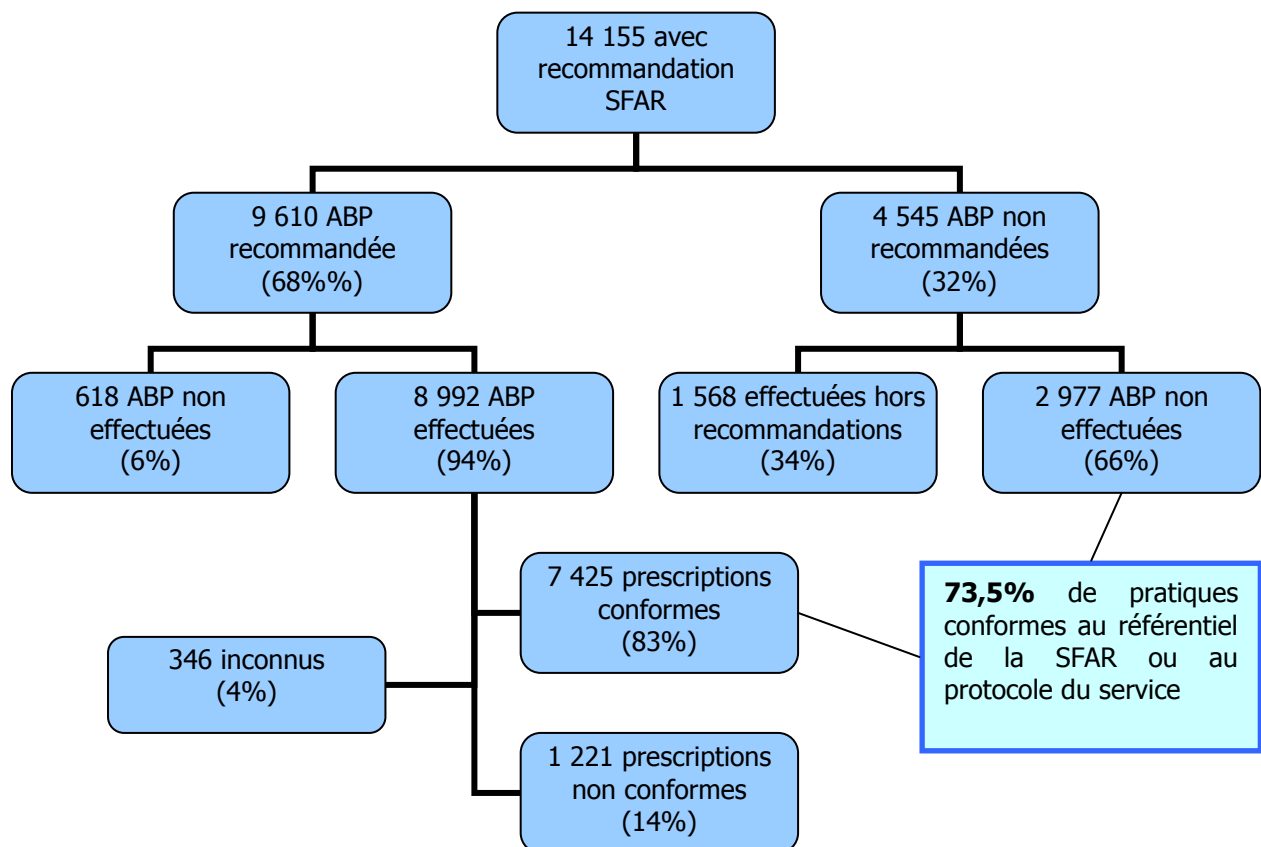 14 155 avec
recommandation
SFAR
9 610 ABP
recommandée
(68%%)
4 545 ABP non
recommandées
(32%)
618 ABP non
effectuées
(6%)
8 992 ABP
effectuées
(94%)
1 568 effectuées hors
recommandations
(34%)
2 977 ABP non
effectuées
(66%)
7 425 prescriptions
conformes
(83%)
73,5% de pratiques
conformes au référentiel
de la SFAR ou au
protocole du service
346 inconnus
(4%)
1 221 prescriptions
non conformes
(14%)